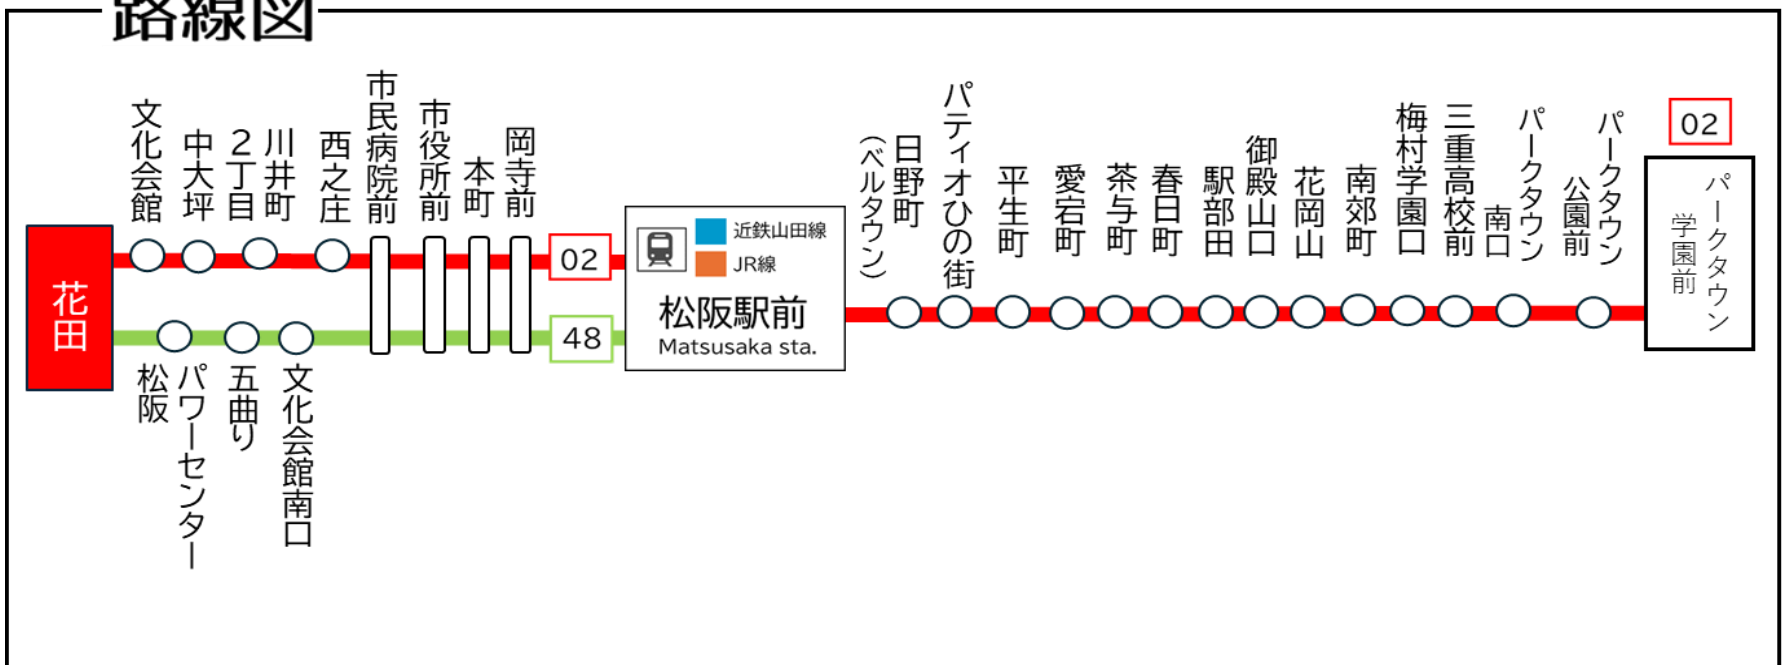 路線図
文化会館
中大坪
川井町
2丁目
西之庄
市民病院前
市役所前
本町
岡寺前
日野町
(ベルタウン)
パティオひの街
平生町
愛宕町
茶与町
春日町
駅部田
御殿山口
花岡山
南郊町
梅村学園口
三重高校前
パークタウン
南口
パークタウン
公園前
02
パークタウン
学園前
花田
02
48
近鉄山田線
JR線
松阪駅前
Matsusaka sta.
松阪
パワーセンター
五曲り
文化会館南口